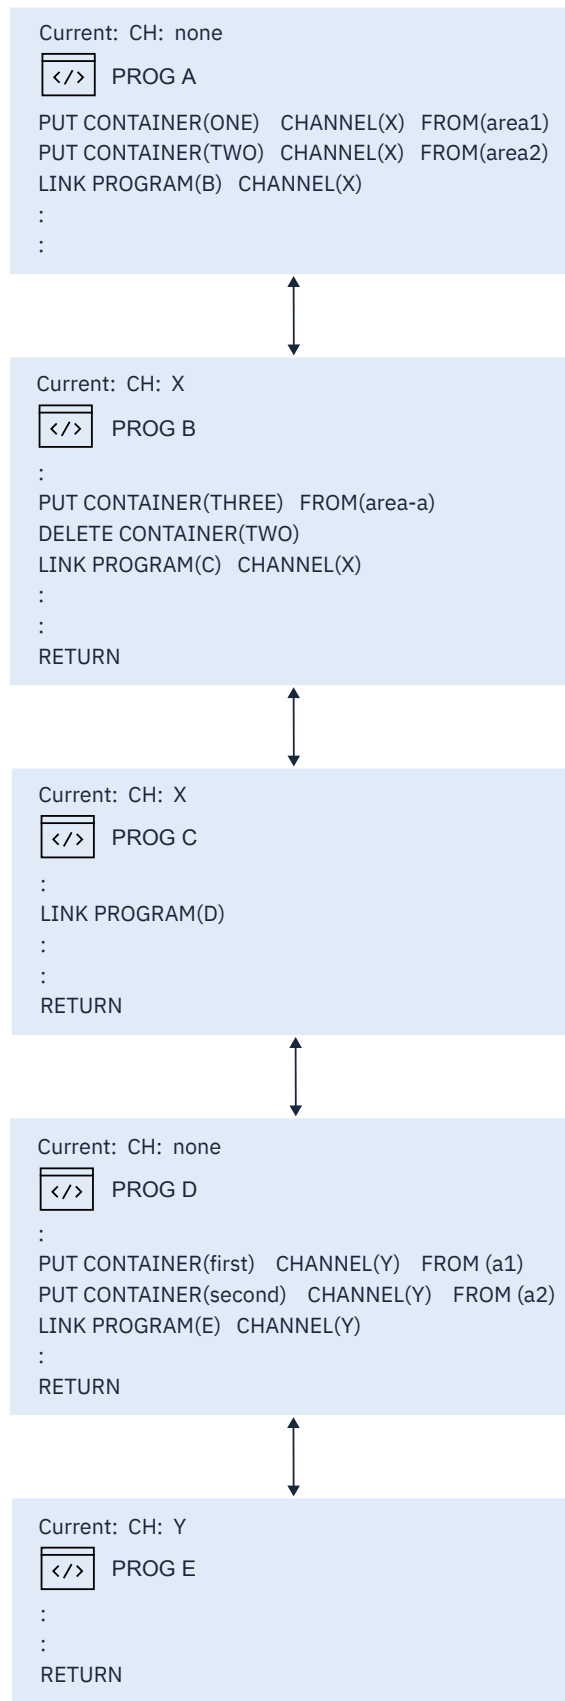 Current: CH: none
</> PROG A
PUT CONTAINER(ONE) CHANNEL(X) FROM(area1)
PUT CONTAINER(TWO) CHANNEL(X) FROM(area2)
LINK PROGRAM(B) CHANNEL(X)
:
:
Current: CH: X
</> PROG B
:
PUT CONTAINER(THREE) FROM(area-a)
DELETE CONTAINER(TWO)
LINK PROGRAM(C) CHANNEL(X)
:
:
RETURN
Current: CH: X
</> PROG C
:
LINK PROGRAM(D)
:
:
RETURN
Current: CH: none
</> PROG D
:
PUT CONTAINER(first) CHANNEL(Y) FROM (a1)
PUT CONTAINER(second) CHANNEL(Y) FROM (a2)
LINK PROGRAM(E) CHANNEL(Y)
:
RETURN
Current: CH: Y
</> PROG E
:
:
RETURN